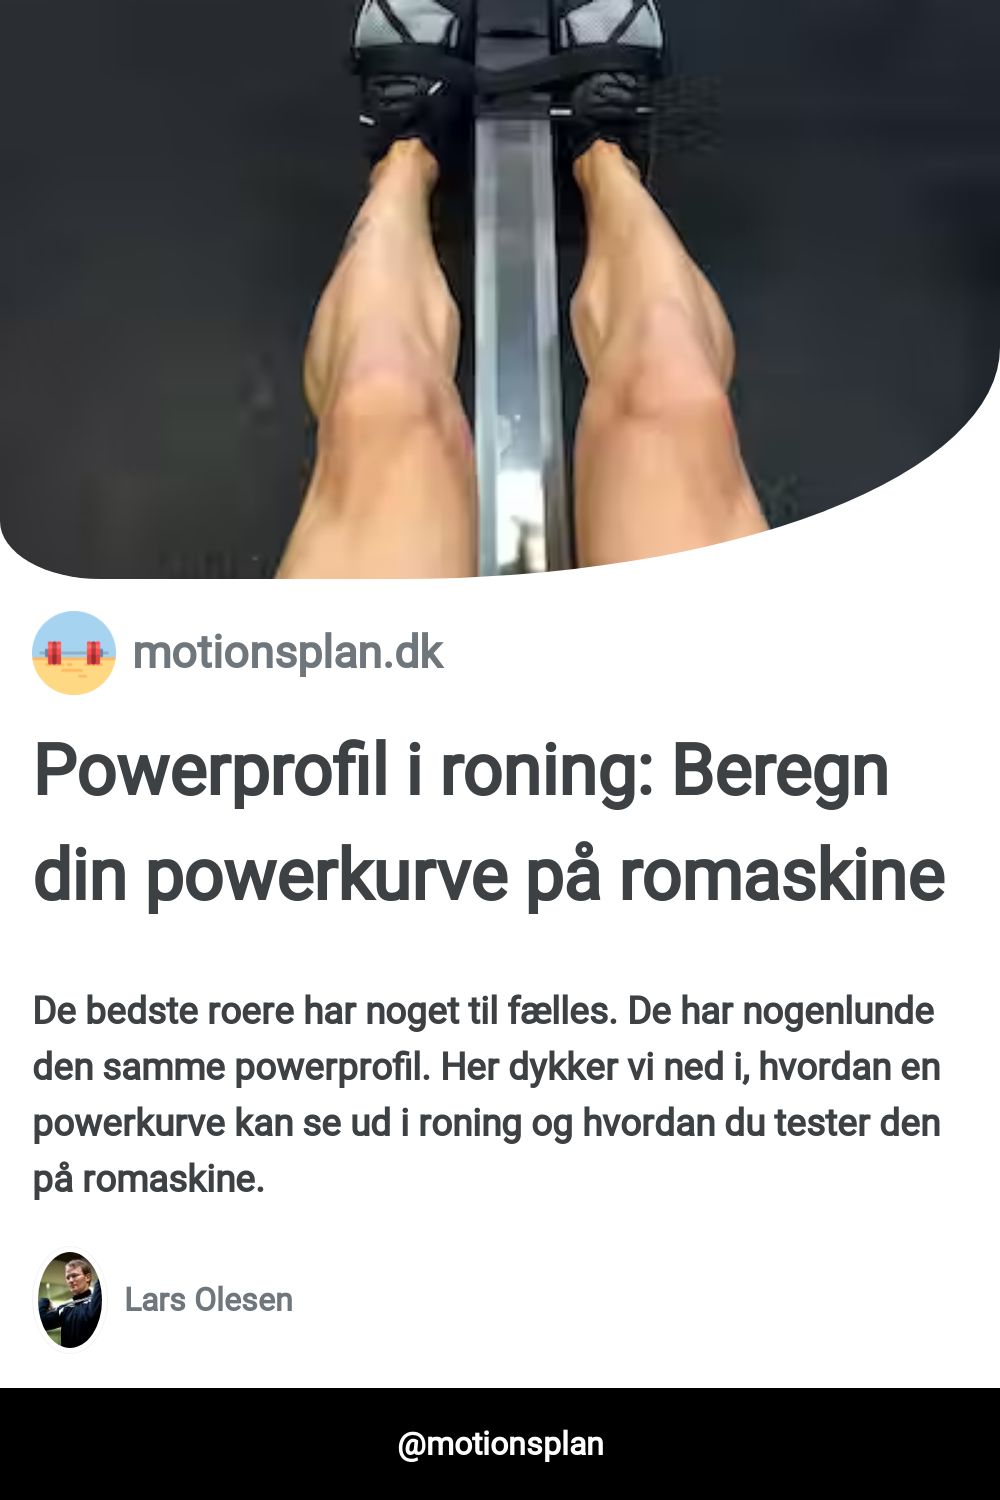 motionsplan.dk
Powerprofil i roning: Beregn
din powerkurve på romaskine
De bedste roere har noget til fælles. De har nogenlunde
den samme powerprofil. Her dykker vi ned i, hvordan en
powerkurve kan se ud i roning og hvordan du tester den
på romaskine.
Lars Olesen
@motionsplan